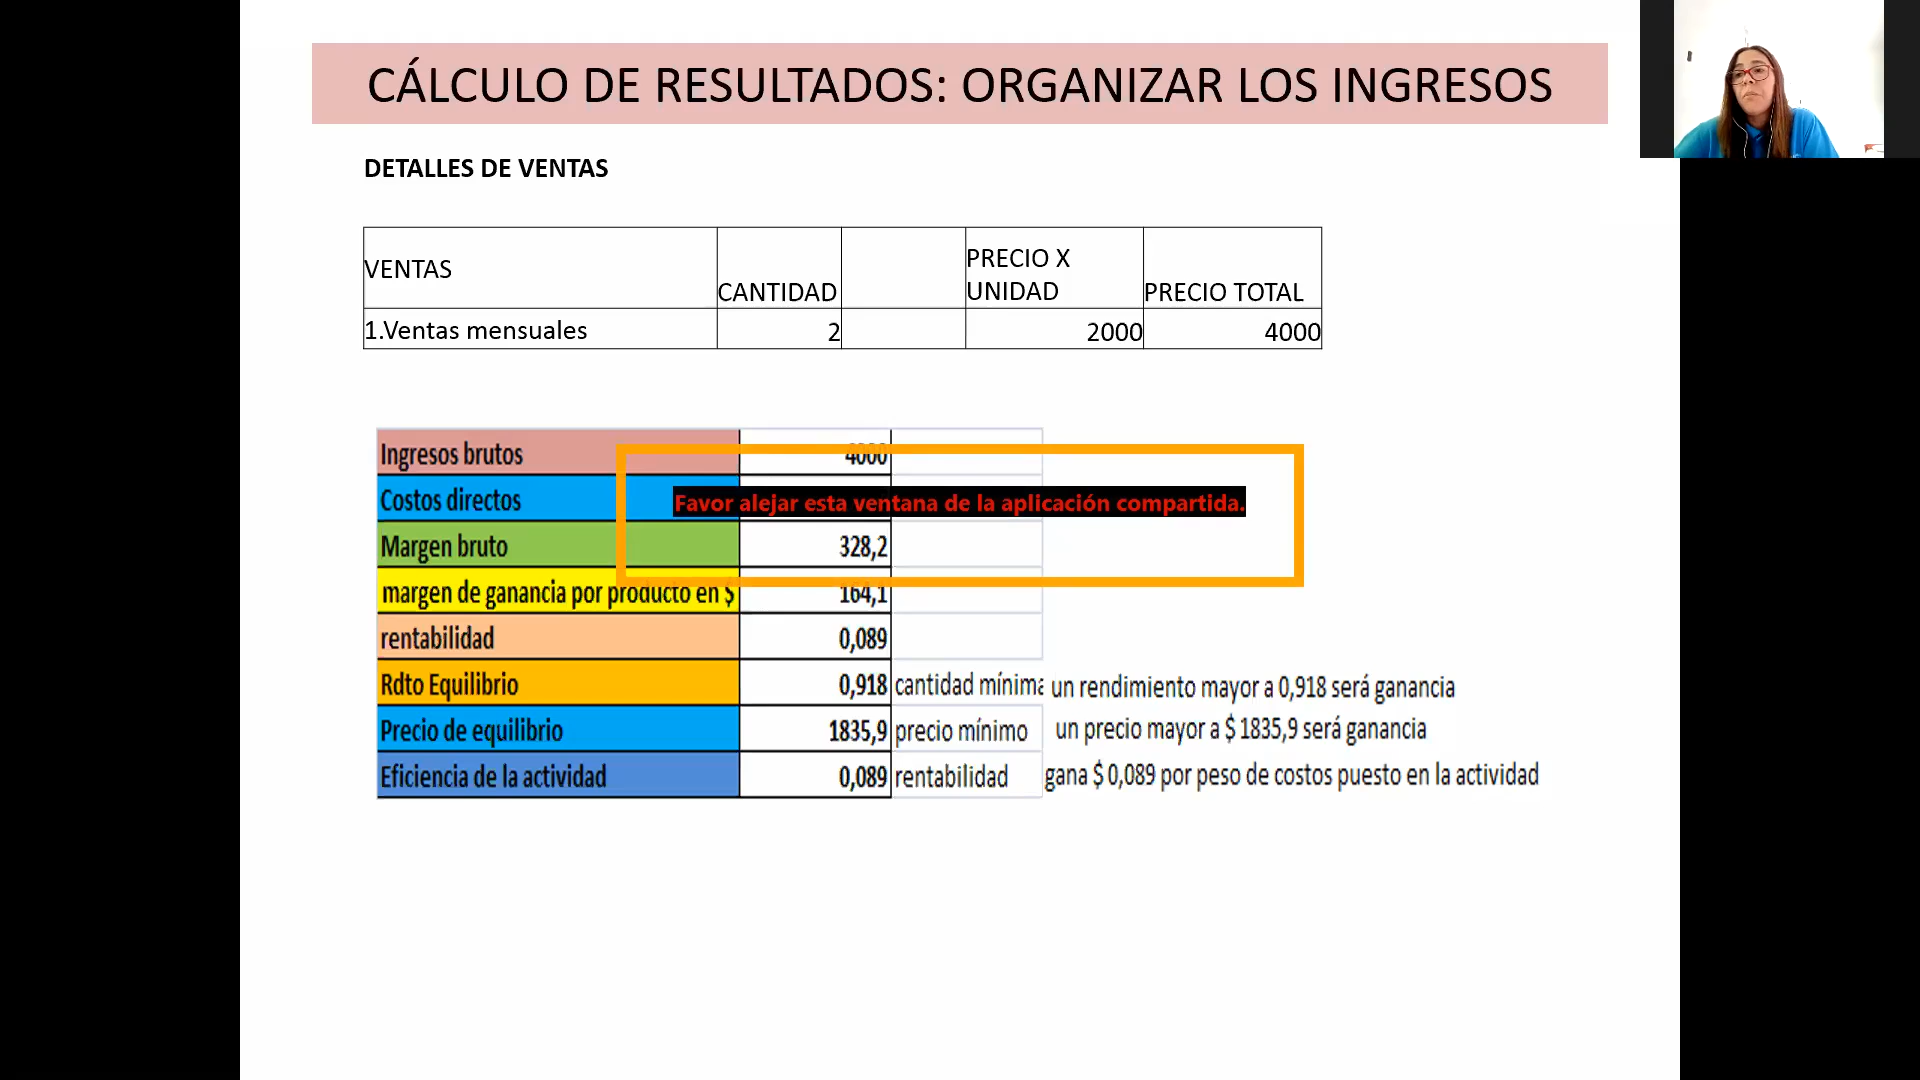 CÁLCULO DE RESULTADOS: ORGANIZAR LOS INGRESOS
DETALLES DE VENTAS
VENTAS CANTIDAD PRECIO X UNIDAD PRECIO TOTAL
1.Ventas mensuales 2 2000 4000
Ingresos brutos 4000
Costos directos
Favor alejar esta ventana de la aplicación compartida.
Margen bruto 328,2
margen de ganancia por producto en $ 164,1
rentabilidad 0,089
Rdto Equilibrio 0,918 cantidad mínima un rendimiento mayor a 0,918 será ganancia
Precio de equilibrio 1835,9 precio mínimo un precio mayor a $ 1835,9 será ganancia
Eficiencia de la actividad 0,089 rentabilidad gana $ 0,089 por peso de costos puesto en la actividad